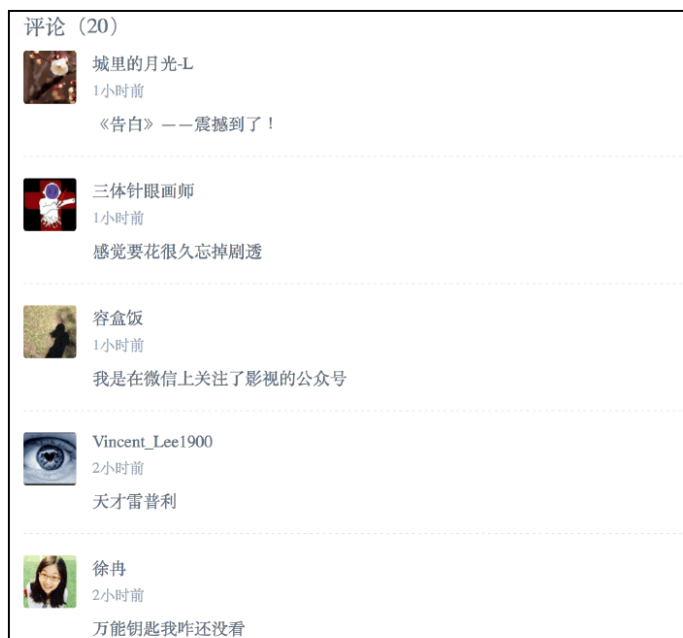 评论（20）
城里的月光-L
1小时前
《告白》——震撼到了！
三体针眼画师
1小时前
感觉要花很久忘掉剧透
容盒饭
1小时前
我是在微信上关注了影视的公众号
Vincent_Lee1900
2小时前
天才雷普利
徐冉
2小时前
万能钥匙我咋还没看